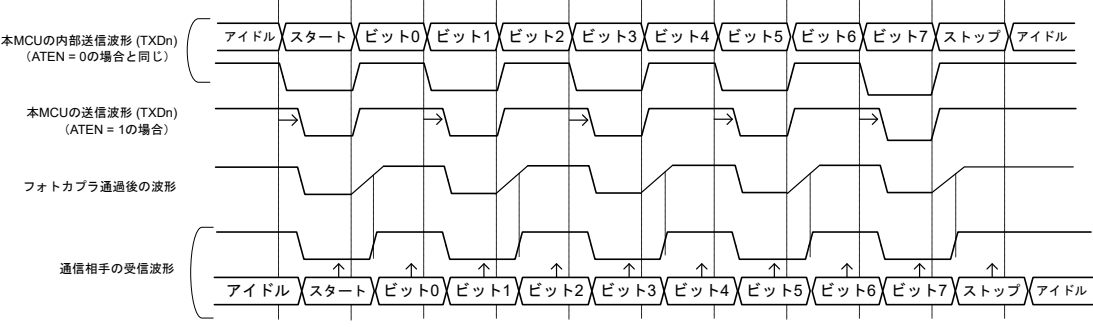 本MCUの内部送信波形 (TXDn)
（ATEN = 0の場合と同じ）
アイドル スタート ビット0 ビット1 ビット2 ビット3 ビット4 ビット5 ビット6 ビット7 ストップ アイドル
本MCUの送信波形 (TXDn)
（ATEN = 1の場合）
フォトカプラ通過後の波形
通信相手の受信波形
アイドル スタート ビット0 ビット1 ビット2 ビット3 ビット4 ビット5 ビット6 ビット7 ストップ アイドル